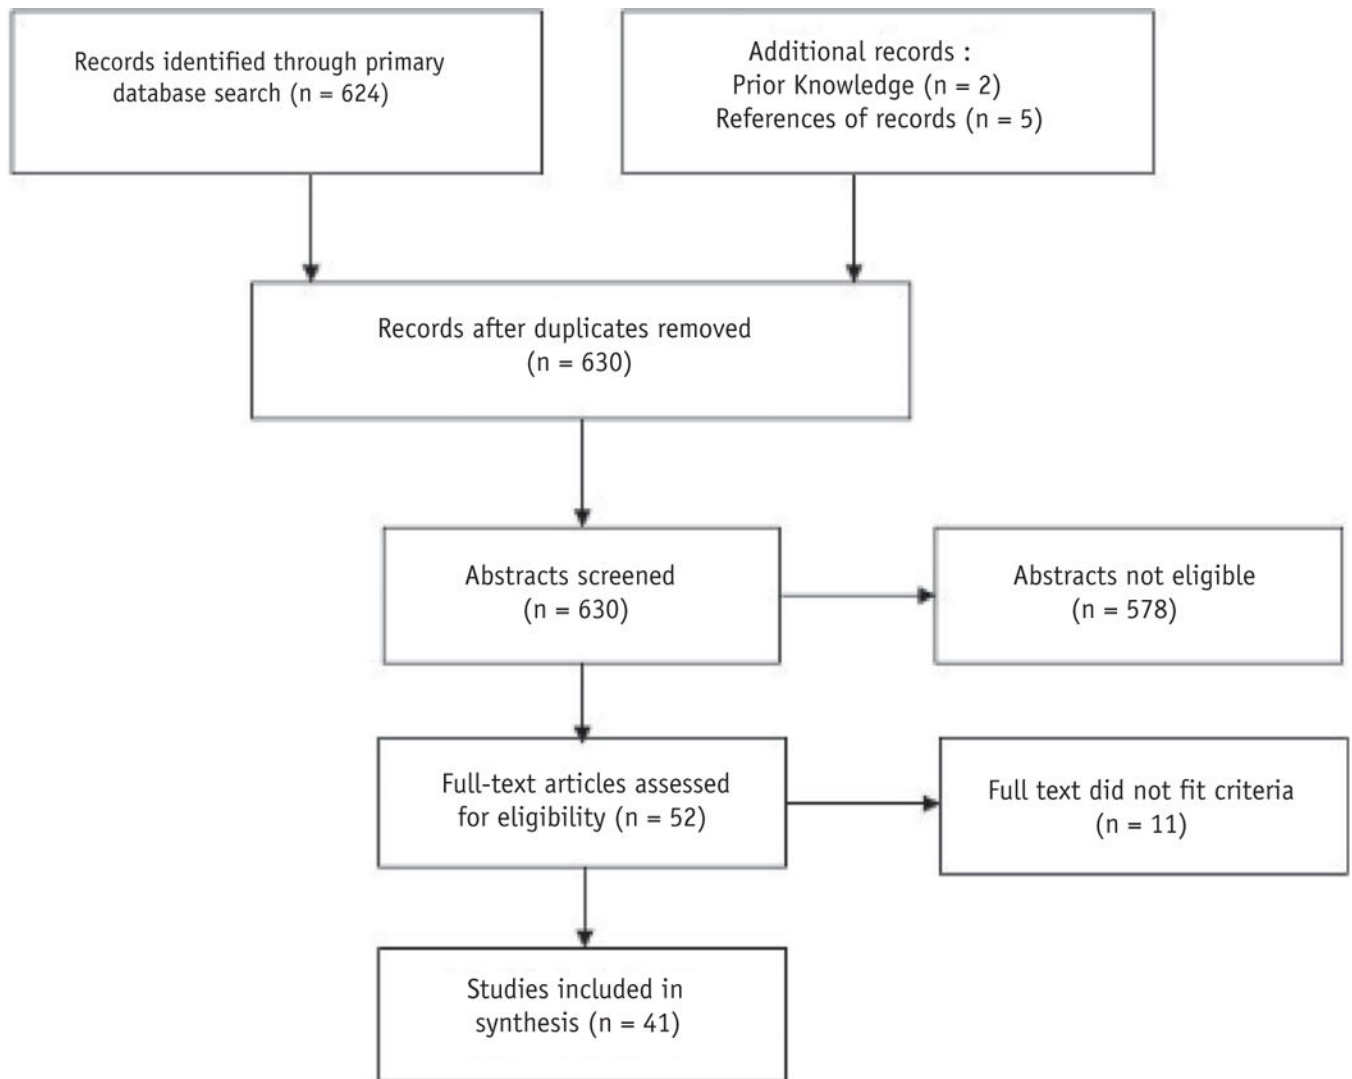 Records identified through primary
database search (n = 624)
Additional records :
Prior Knowledge (n = 2)
References of records (n = 5)
Records after duplicates removed
(n = 630)
Abstracts screened
(n = 630)
Abstracts not eligible
(n = 578)
Full-text articles assessed
for eligibility (n = 52)
Full text did not fit criteria
(n = 11)
Studies included in
synthesis (n = 41)